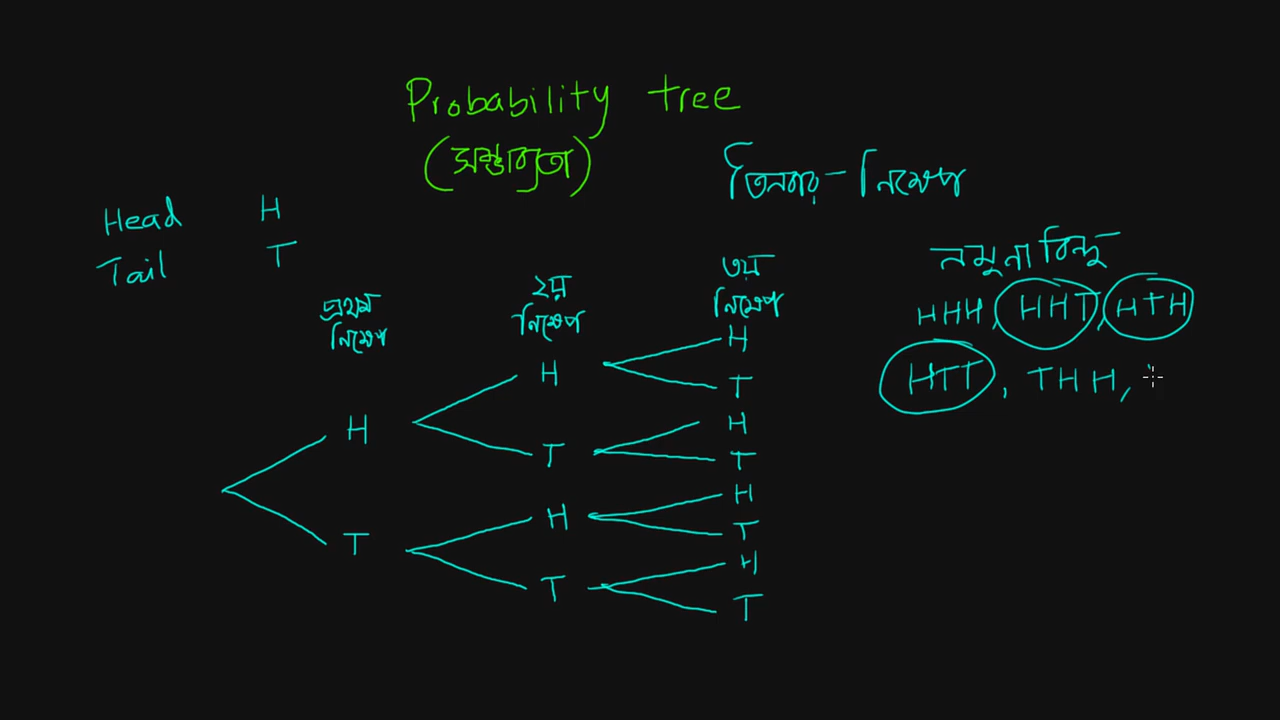 Probability tree
(সম্ভাব্যতা)
তিনবার-নিক্ষেপ
Head H
Tail T
প্রথম
নিক্ষেপ
২য়
নিক্ষেপ
৩য়
নিক্ষেপ
H
T
H
T
H
T
H
T
H
T
H
T
H
T
নমুনা বিন্দু
HHH, HHT, HTH
HTT, THH,